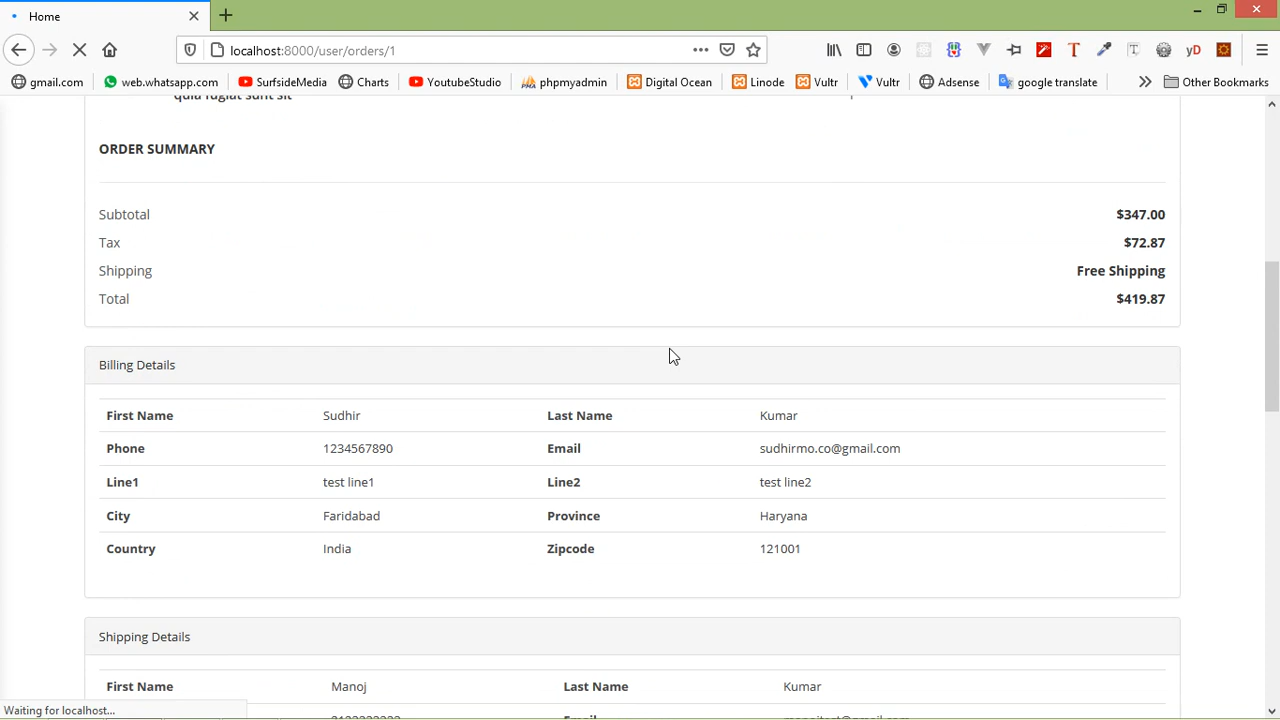 Home
localhost:8000/user/orders/1
gmail.com web.whatsapp.com SurfsideMedia Charts YoutubeStudio phpmyadmin Digital Ocean Linode Vultr Vultr Adsense google translate Other Bookmarks
quia fugiat sunt sit
ORDER SUMMARY
Subtotal $347.00
Tax $72.87
Shipping Free Shipping
Total $419.87
Billing Details
First Name Sudhir Last Name Kumar
Phone 1234567890 Email sudhirmo.co@gmail.com
Line1 test line1 Line2 test line2
City Faridabad Province Haryana
Country India Zipcode 121001
Shipping Details
First Name Manoj Last Name Kumar
Waiting for localhost...